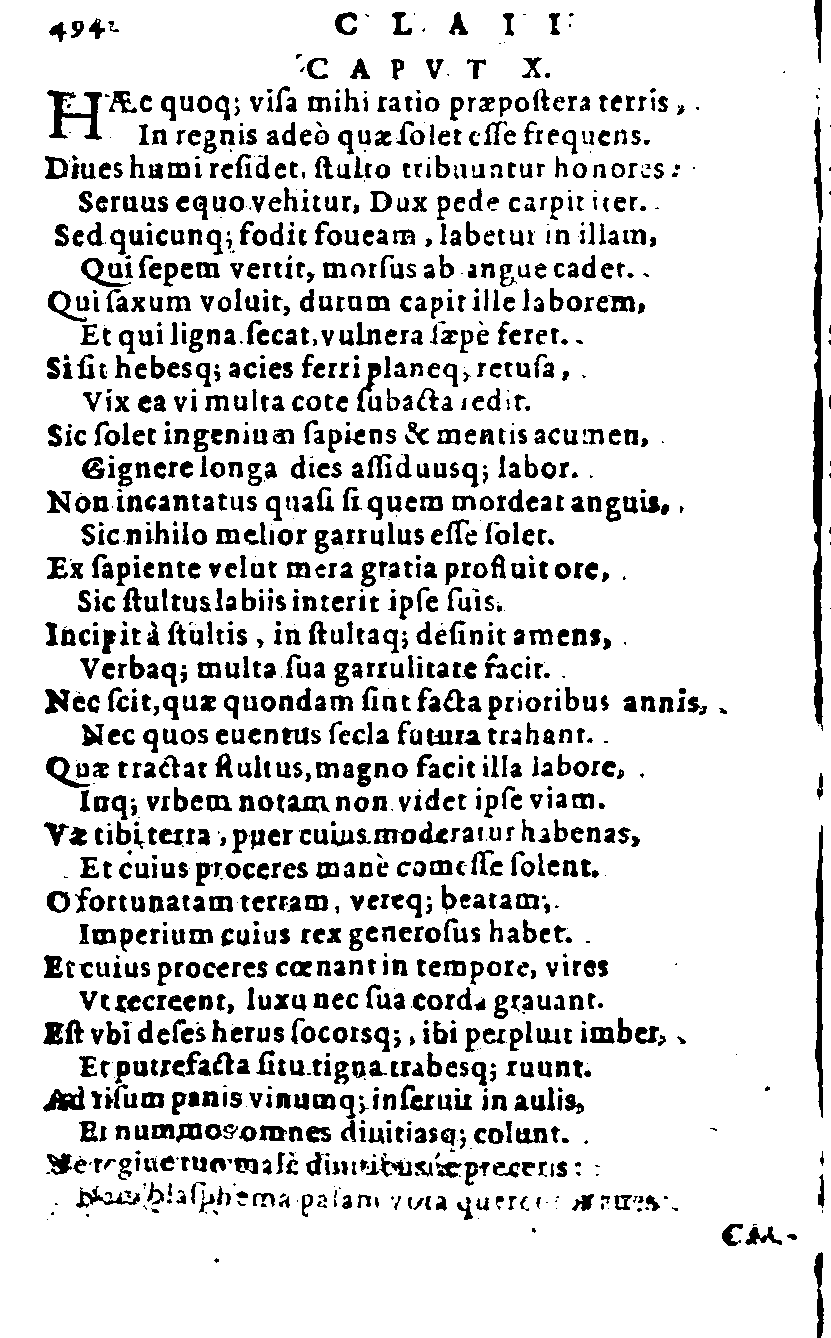 494
C L A I I
C A P V T X.
HÆc quoq; viſa mihi ratio præpoſtera terris,
In regnis adeò quæ ſolet eſſe frequens.
Diues humi reſidet, ſtulto tribuuntur honores:
Seruus equo vehitur, Dux pede carpit iter.
Sed quicunq; fodit foueam, labetur in illam,
Qui ſepem vertit, morſus ab angue cadet.
Qui ſaxum voluit, durum capit ille laborem,
Et qui ligna ſecat, vulnera ſæpè feret.
Si ſit hebesq; acies ferri planeq; retuſa,
Vix ea vi multa cote ſubacta redit.
Sic ſolet ingenium ſapiens & mentis acumen,
Gignere longa dies aſſiduusq; labor.
Non incantatus quaſi ſi quem mordeat anguis,
Sic nihilo melior garrulus eſſe ſolet.
Ex ſapiente velut mera gratia profluit ore,
Sic ſtultus labiis interit ipſe ſuis.
Incipit à ſtultis, in ſtultaq; deſinit amens,
Verbaq; multa ſua garrulitate facit.
Nec ſcit, quæ quondam ſint facta prioribus annis,
Nec quos euentus ſecla futura trahant.
Quæ tractat ſtultus, magno facit illa labore,
Inq; vrbem notam non videt ipſe viam.
Væ tibi terra, puer cuius moderatur habenas,
Et cuius proceres manè comeſſe ſolent.
O fortunatam terram, vereq; beatam,
Imperium cuius rex generoſus habet.
Et cuius proceres cœnant in tempore, vires
Vt recreent, luxu nec ſua corda grauant.
Eſt vbi deſes herus ſocorsq;, ibi perpluit imber,
Et putrefacta ſitu tigna trabesq; ruunt.
Ad riſum panis vinumq; inſeruit in aulis,
Et nummos omnes diuitiasq; colunt.
Ne regi malè
blaſphema palam